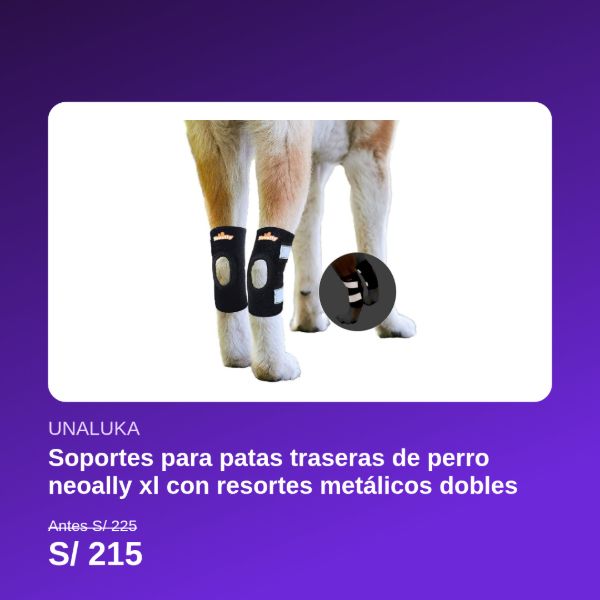 UNALUKA
Soportes para patas traseras de perro
neoally xl con resortes metálicos dobles
Antes S/ 225
S/ 215